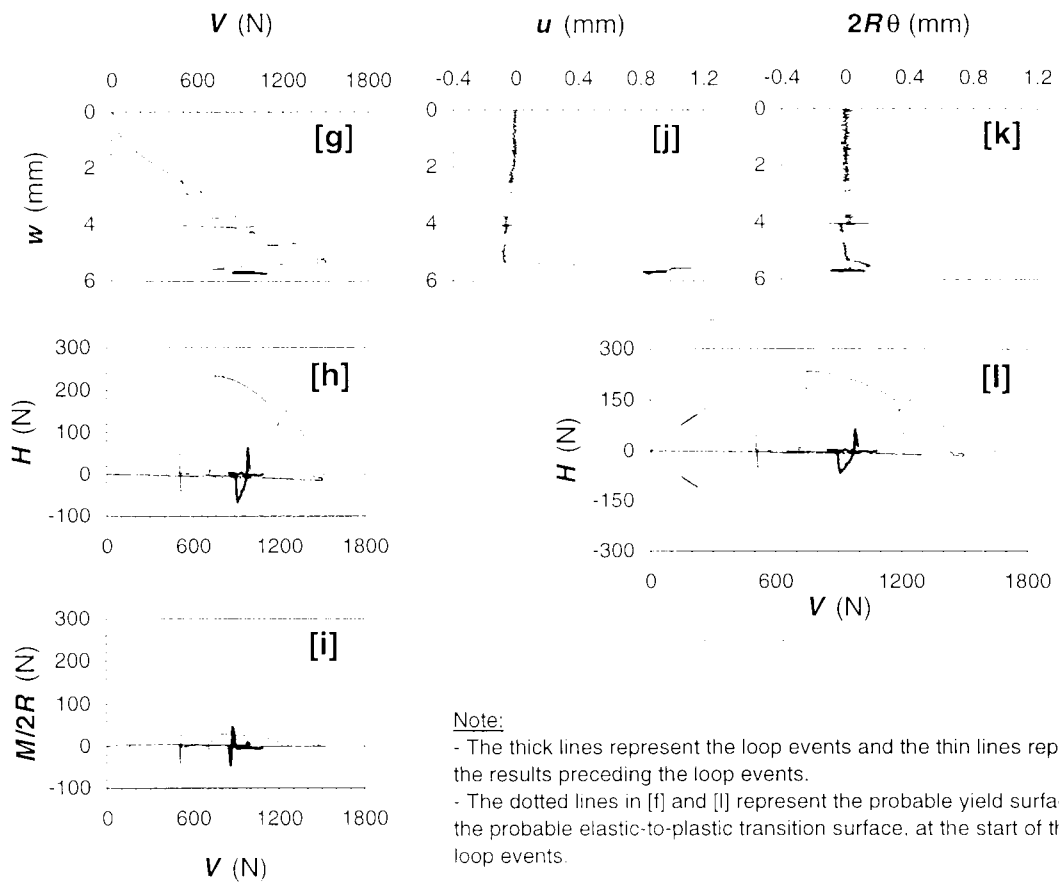 V (N) u (mm) 2Rθ (mm)
0 600 1200 1800 -0.4 0 0.4 0.8 1.2 -0.4 0 0.4 0.8 1.2
0 0 0
[g] [j] [k]
2 2 2
w (mm)
4 4 4
6 6 6
300 300
[h] [l]
200 150
H (N) 100 H (N) 0
0 -150
-100 -300
0 600 1200 1800 0 600 1200 1800
V (N)
300
[i]
200
M/2R (N)
100
0
-100
0 600 1200 1800
V (N)
Note:
- The thick lines represent the loop events and the thin lines rep
the results preceding the loop events.
- The dotted lines in [f] and [l] represent the probable yield surfa
the probable elastic-to-plastic transition surface, at the start of th
loop events.